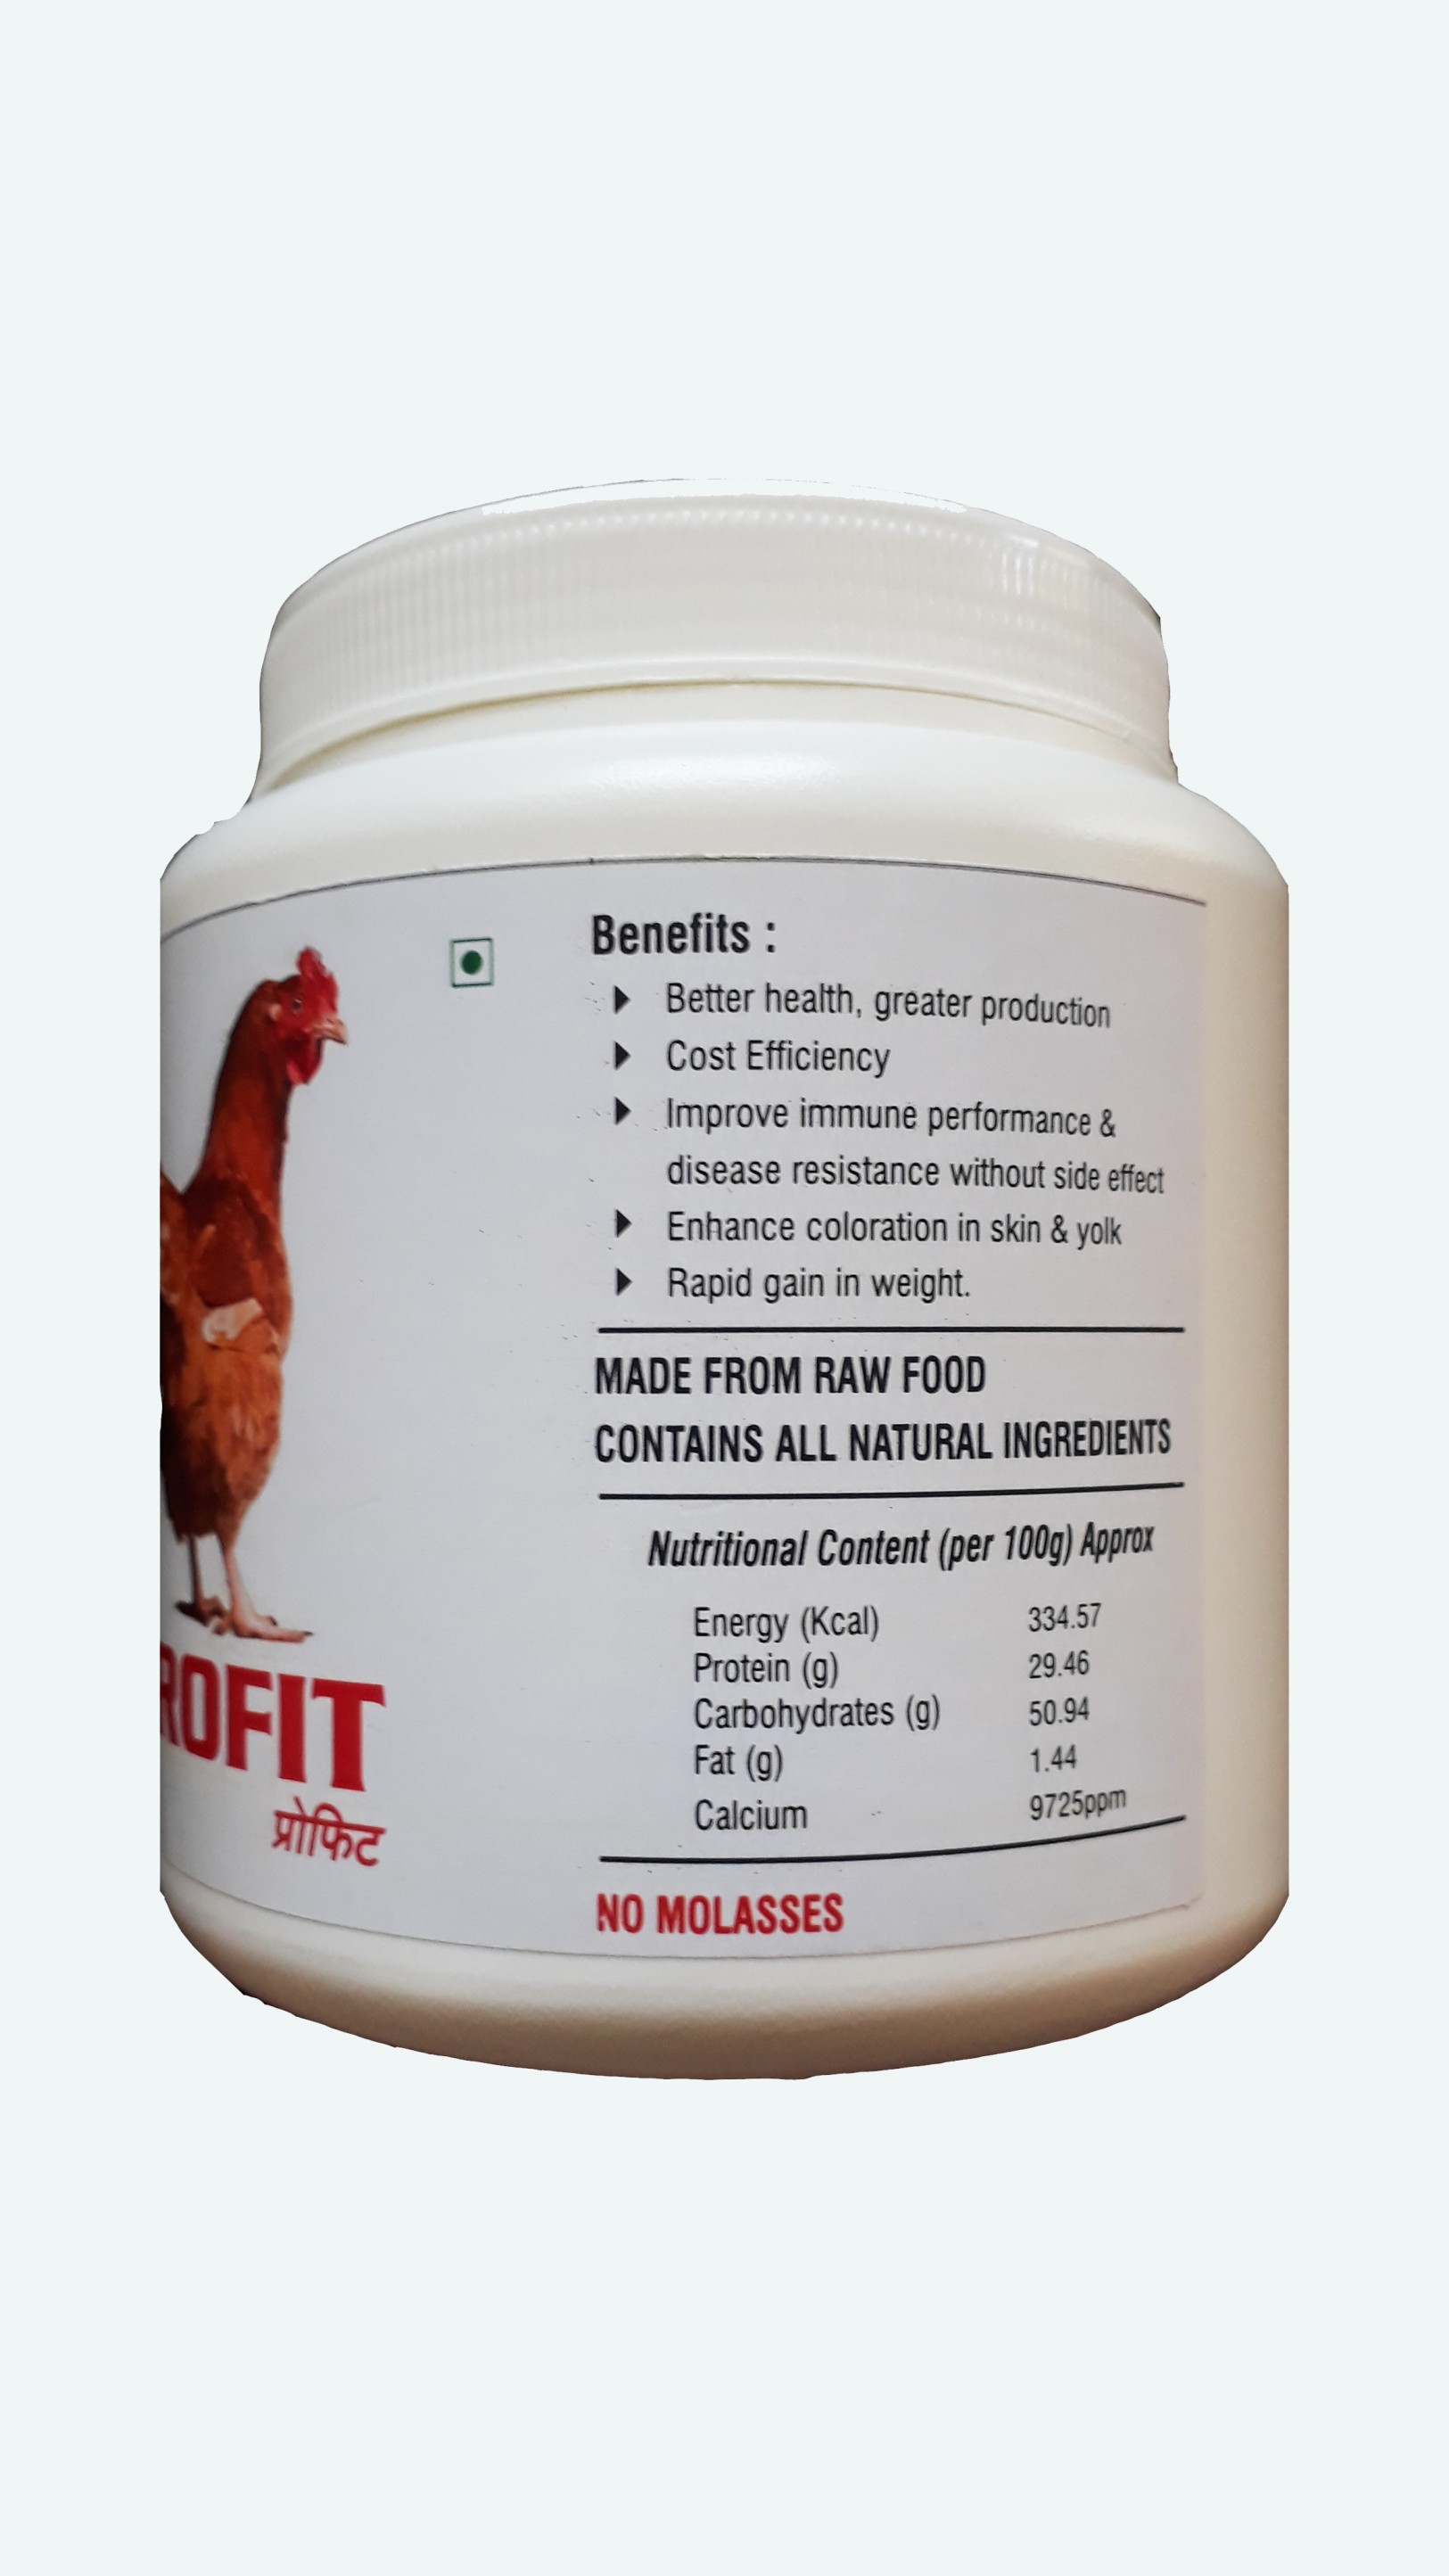 Benefits :
Better health, greater production
Cost Efficiency
Improve immune performance &
disease resistance without side effect
Enhance coloration in skin & yolk
Rapid gain in weight.
MADE FROM RAW FOOD
CONTAINS ALL NATURAL INGREDIENTS
Nutritional Content (per 100g) Approx
Energy (Kcal) 334.57
Protein (g) 29.46
Carbohydrates (g) 50.94
Fat (g) 1.44
Calcium 9725ppm
NO MOLASSES
ROFIT
प्रोफिट